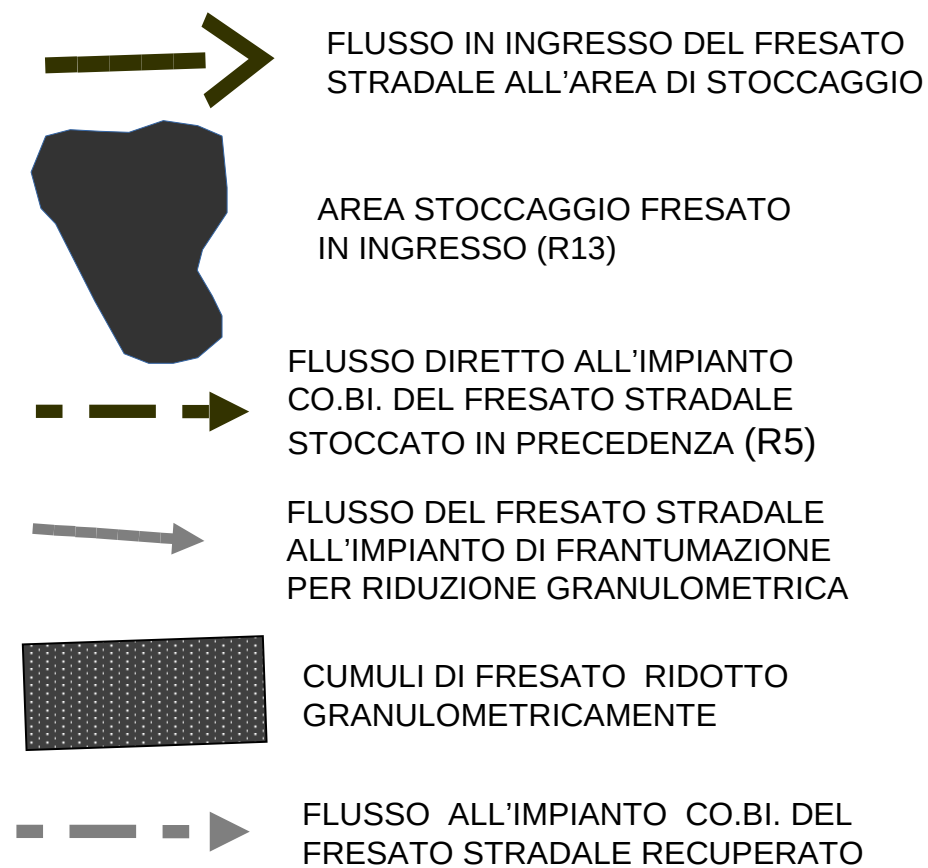 FLUSSO IN INGRESSO DEL FRESATO
STRADALE ALL’AREA DI STOCCAGGIO
AREA STOCCAGGIO FRESATO
IN INGRESSO (R13)
FLUSSO DIRETTO ALL’IMPIANTO
CO.BI. DEL FRESATO STRADALE
STOCCATO IN PRECEDENZA (R5)
FLUSSO DEL FRESATO STRADALE
ALL’IMPIANTO DI FRANTUMAZIONE
PER RIDUZIONE GRANULOMETRICA
CUMULI DI FRESATO  RIDOTTO
GRANULOMETRICAMENTE
FLUSSO  ALL’IMPIANTO  CO.BI. DEL
FRESATO STRADALE RECUPERATO